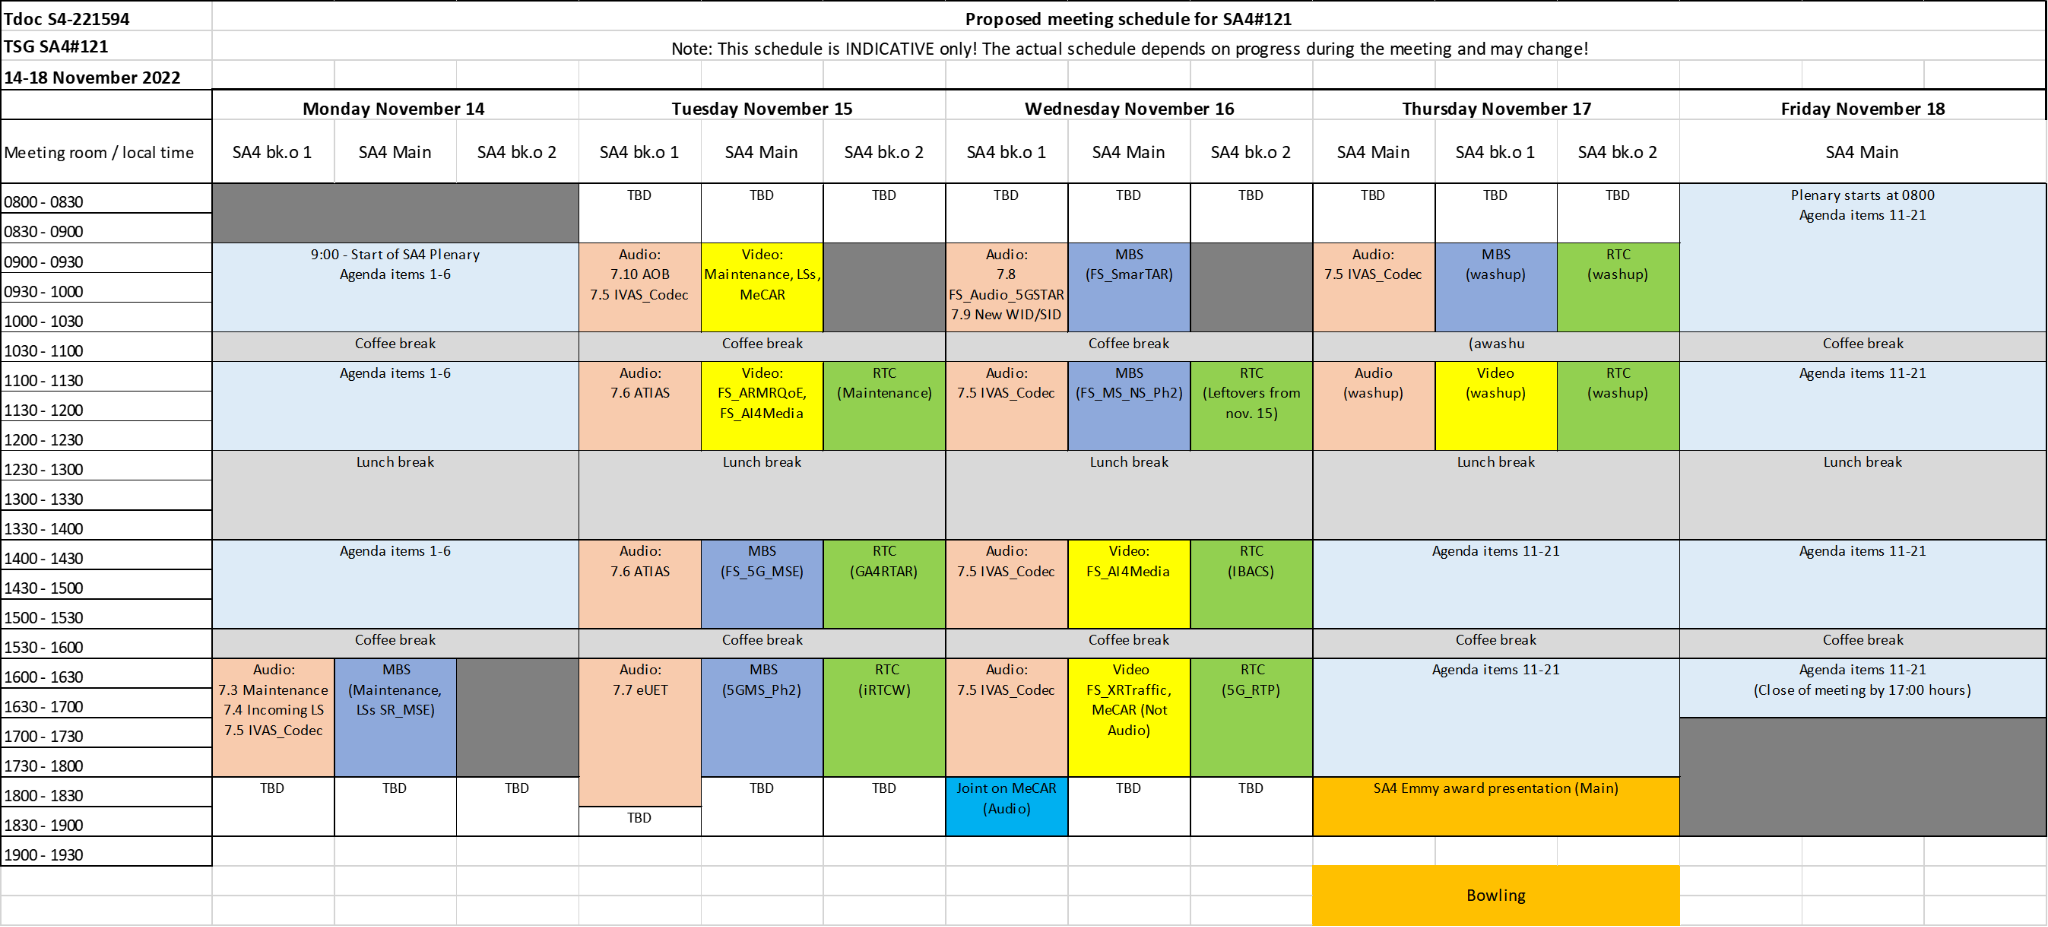 Tdoc S4-221594
Proposed meeting schedule for SA4#121
TSG SA4#121
Note: This schedule is INDICATIVE only! The actual schedule depends on progress during the meeting and may change!
14-18 November 2022
Monday November 14
Tuesday November 15
Wednesday November 16
Thursday November 17
Friday November 18
Meeting room / local time
SA4 bk.o 1
SA4 Main
SA4 bk.o 2
SA4 bk.o 1
SA4 Main
SA4 bk.o 2
SA4 bk.o 1
SA4 Main
SA4 bk.o 2
SA4 Main
SA4 bk.o 1
SA4 bk.o 2
SA4 Main
0800 - 0830
0830 - 0900
TBD
TBD
TBD
TBD
TBD
TBD
TBD
TBD
TBD
Plenary starts at 0800
Agenda items 11-21
0900 - 0930
0930 - 1000
1000 - 1030
9:00 - Start of SA4 Plenary
Agenda items 1-6
Audio:
7.10 AOB
7.5 IVAS_Codec
Video:
Maintenance, LSs,
MeCAR
Audio:
7.8
FS_Audio_5GSTAR
7.9 New WID/SID
MBS
(FS_SmarTAR)
Audio:
7.5 IVAS_Codec
MBS
(washup)
RTC
(washup)
1030 - 1100
Coffee break
Coffee break
Coffee break
(awashu
Coffee break
1100 - 1130
1130 - 1200
1200 - 1230
Agenda items 1-6
Audio:
7.6 ATIAS
Video:
FS_ARMRQoE,
FS_AI4Media
RTC
(Maintenance)
Audio:
7.5 IVAS_Codec
MBS
(FS_MS_NS_Ph2)
RTC
(Leftovers from
nov. 15)
Audio
(washup)
Video
(washup)
RTC
(washup)
Agenda items 11-21
1230 - 1300
1300 - 1330
1330 - 1400
Lunch break
Lunch break
Lunch break
Lunch break
Lunch break
1400 - 1430
1430 - 1500
1500 - 1530
Agenda items 1-6
Audio:
7.6 ATIAS
MBS
(FS_5G_MSE)
RTC
(GA4RTAR)
Audio:
7.5 IVAS_Codec
Video:
FS_AI4Media
RTC
(IBACS)
Agenda items 11-21
Agenda items 11-21
1530 - 1600
Coffee break
Coffee break
Coffee break
Coffee break
Coffee break
1600 - 1630
1630 - 1700
1700 - 1730
1730 - 1800
Audio:
7.3 Maintenance
7.4 Incoming LS
7.5 IVAS_Codec
MBS
(Maintenance,
LSs SR_MSE)
Audio:
7.7 eUET
MBS
(5GMS_Ph2)
RTC
(iRTCW)
Audio:
7.5 IVAS_Codec
Video
FS_XRTraffic,
MeCAR (Not
Audio)
RTC
(5G_RTP)
Agenda items 11-21
Agenda items 11-21
(Close of meeting by 17:00 hours)
1800 - 1830
1830 - 1900
TBD
TBD
TBD
TBD
TBD
TBD
Joint on MeCAR
(Audio)
TBD
TBD
SA4 Emmy award presentation (Main)
1900 - 1930
Bowling